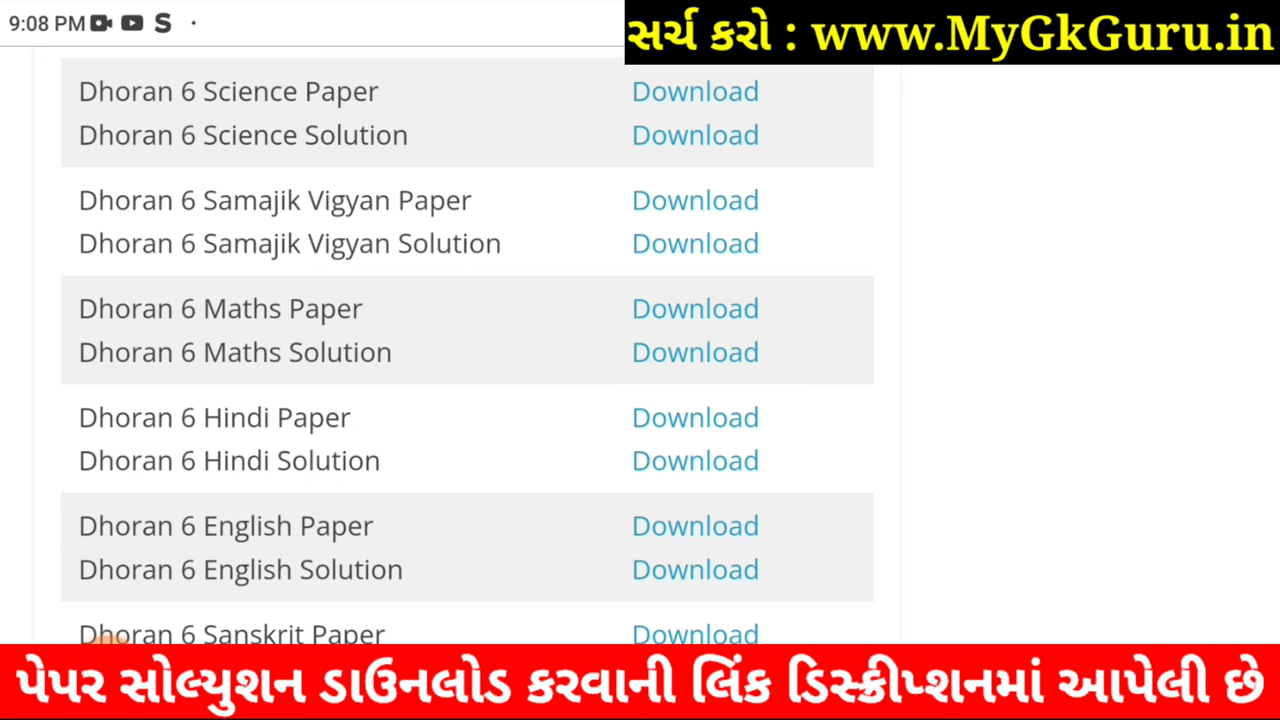 9:08 PM
સર્ચ કરો : www.MyGkGuru.in
Dhoran 6 Science Paper Download
Dhoran 6 Science Solution Download
Dhoran 6 Samajik Vigyan Paper Download
Dhoran 6 Samajik Vigyan Solution Download
Dhoran 6 Maths Paper Download
Dhoran 6 Maths Solution Download
Dhoran 6 Hindi Paper Download
Dhoran 6 Hindi Solution Download
Dhoran 6 English Paper Download
Dhoran 6 English Solution Download
Dhoran 6 Sanskrit Paper Download
પેપર સોલ્યુશન ડાઉનલોડ કરવાની લિંક ડિસ્ક્રીપ્શનમાં આપેલી છે